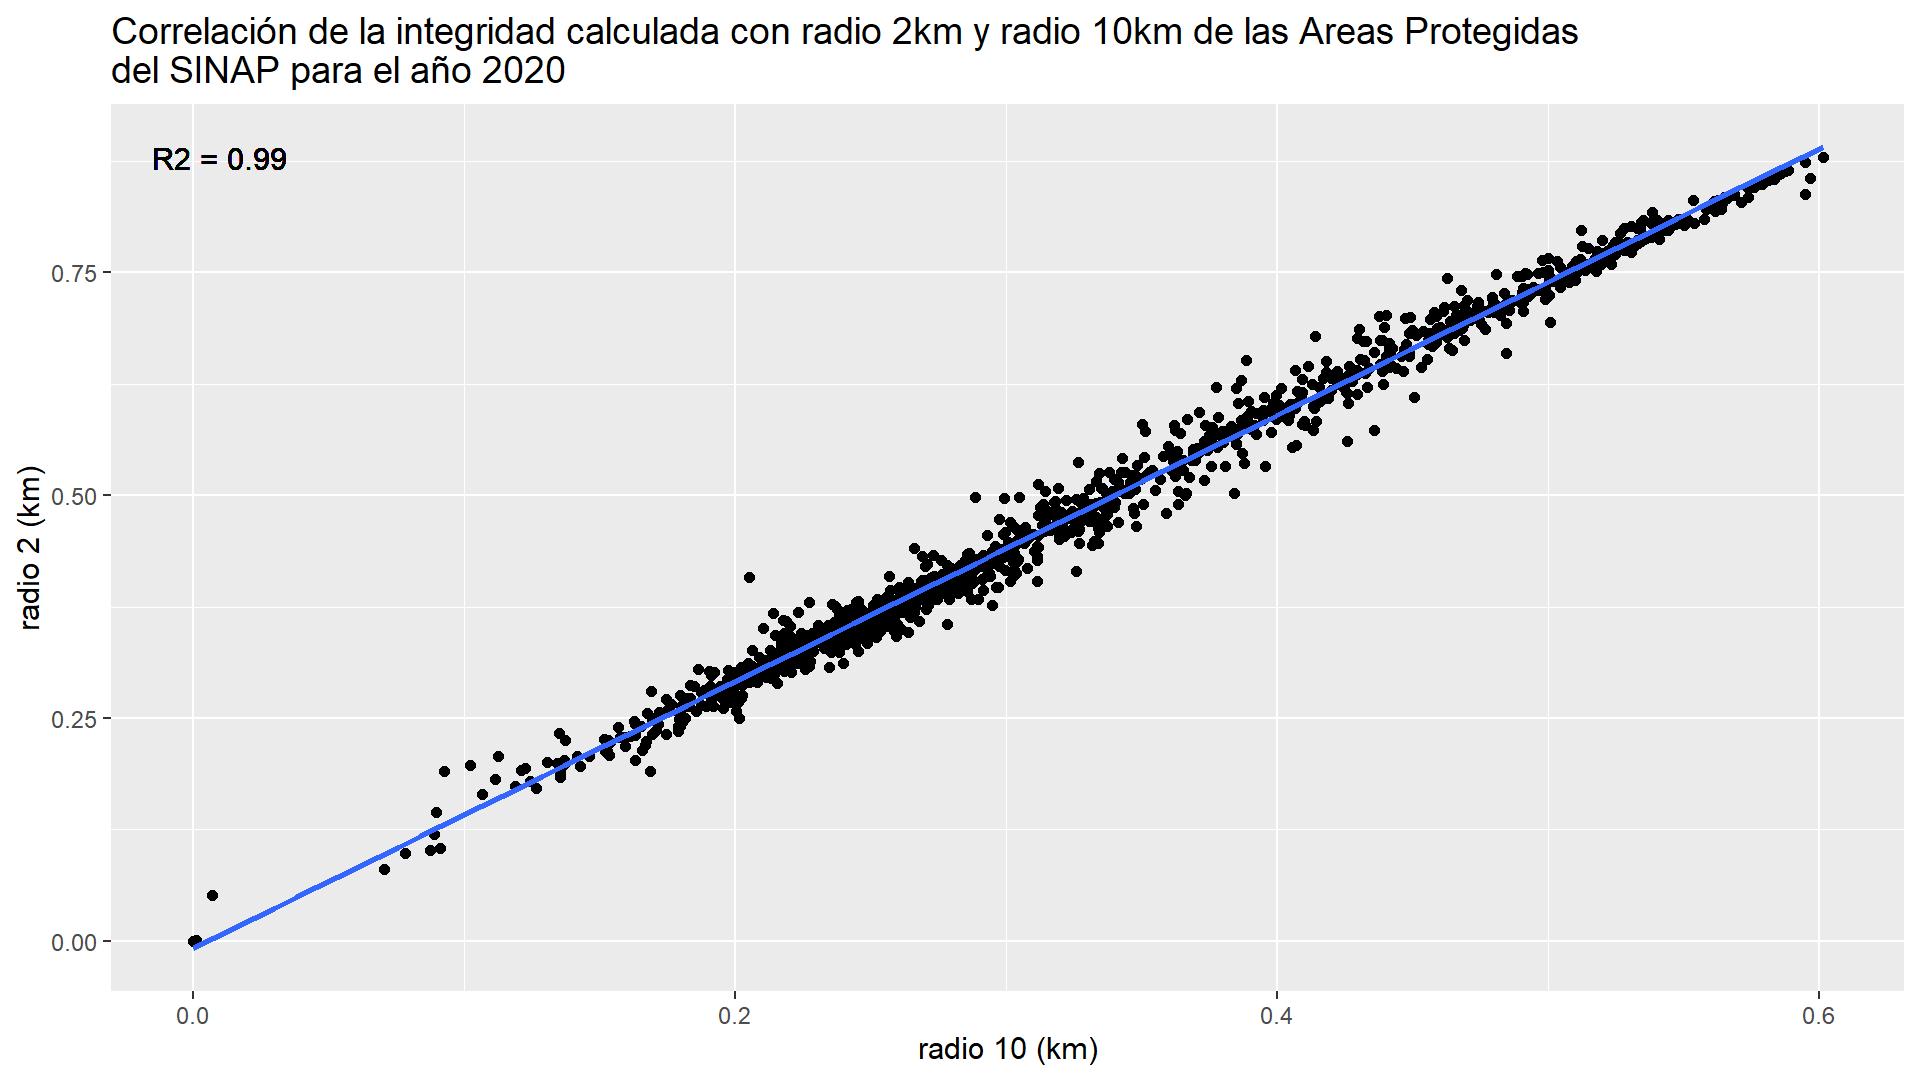 Correlación de la integridad calculada con radio 2km y radio 10km de las Areas Protegidas
del SINAP para el año 2020
R2 = 0.99
0.75
0.50
0.25
0.00
radio 2 (km)
0.0 0.2 0.4 0.6
radio 10 (km)